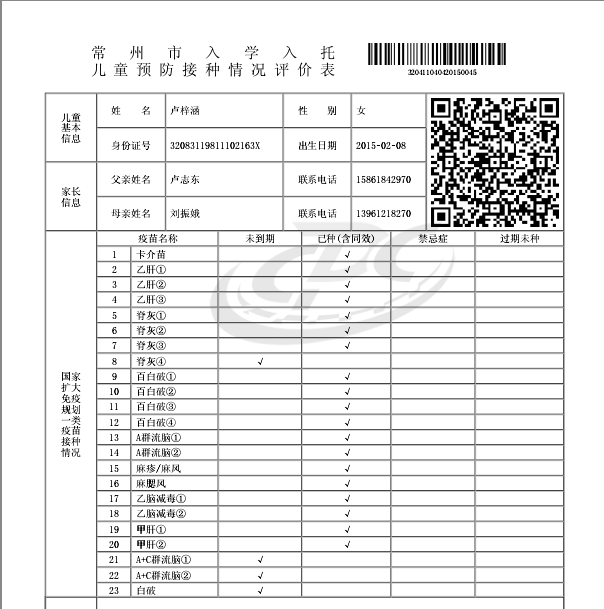 常州市入学入托
儿童预防接种情况评价表
320411040420150045
儿童基本信息
姓名 卢梓涵 性别 女
身份证号 32083119811102163X 出生日期 2015-02-08
家长信息
父亲姓名 卢志东 联系电话 15861842970
母亲姓名 刘振娥 联系电话 13961218270
国家扩大免疫规划一类疫苗接种情况
疫苗名称 未到期 已种(含同效) 禁忌症 过期未种
1 卡介苗 √
2 乙肝① √
3 乙肝② √
4 乙肝③ √
5 脊灰① √
6 脊灰② √
7 脊灰③ √
8 脊灰④ √
9 百白破① √
10 百白破② √
11 百白破③ √
12 百白破④ √
13 A群流脑① √
14 A群流脑② √
15 麻疹/麻风 √
16 麻腮风 √
17 乙脑减毒① √
18 乙脑减毒② √
19 甲肝① √
20 甲肝② √
21 A+C群流脑① √
22 A+C群流脑② √
23 白破 √
CDC